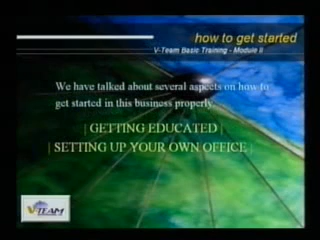 how to get started
V-Team Basic Training - Module II
We have talked about several aspects on how to
get started in this business properly.
| GETTING EDUCATED |
| SETTING UP YOUR OWN OFFICE |
V-TEAM